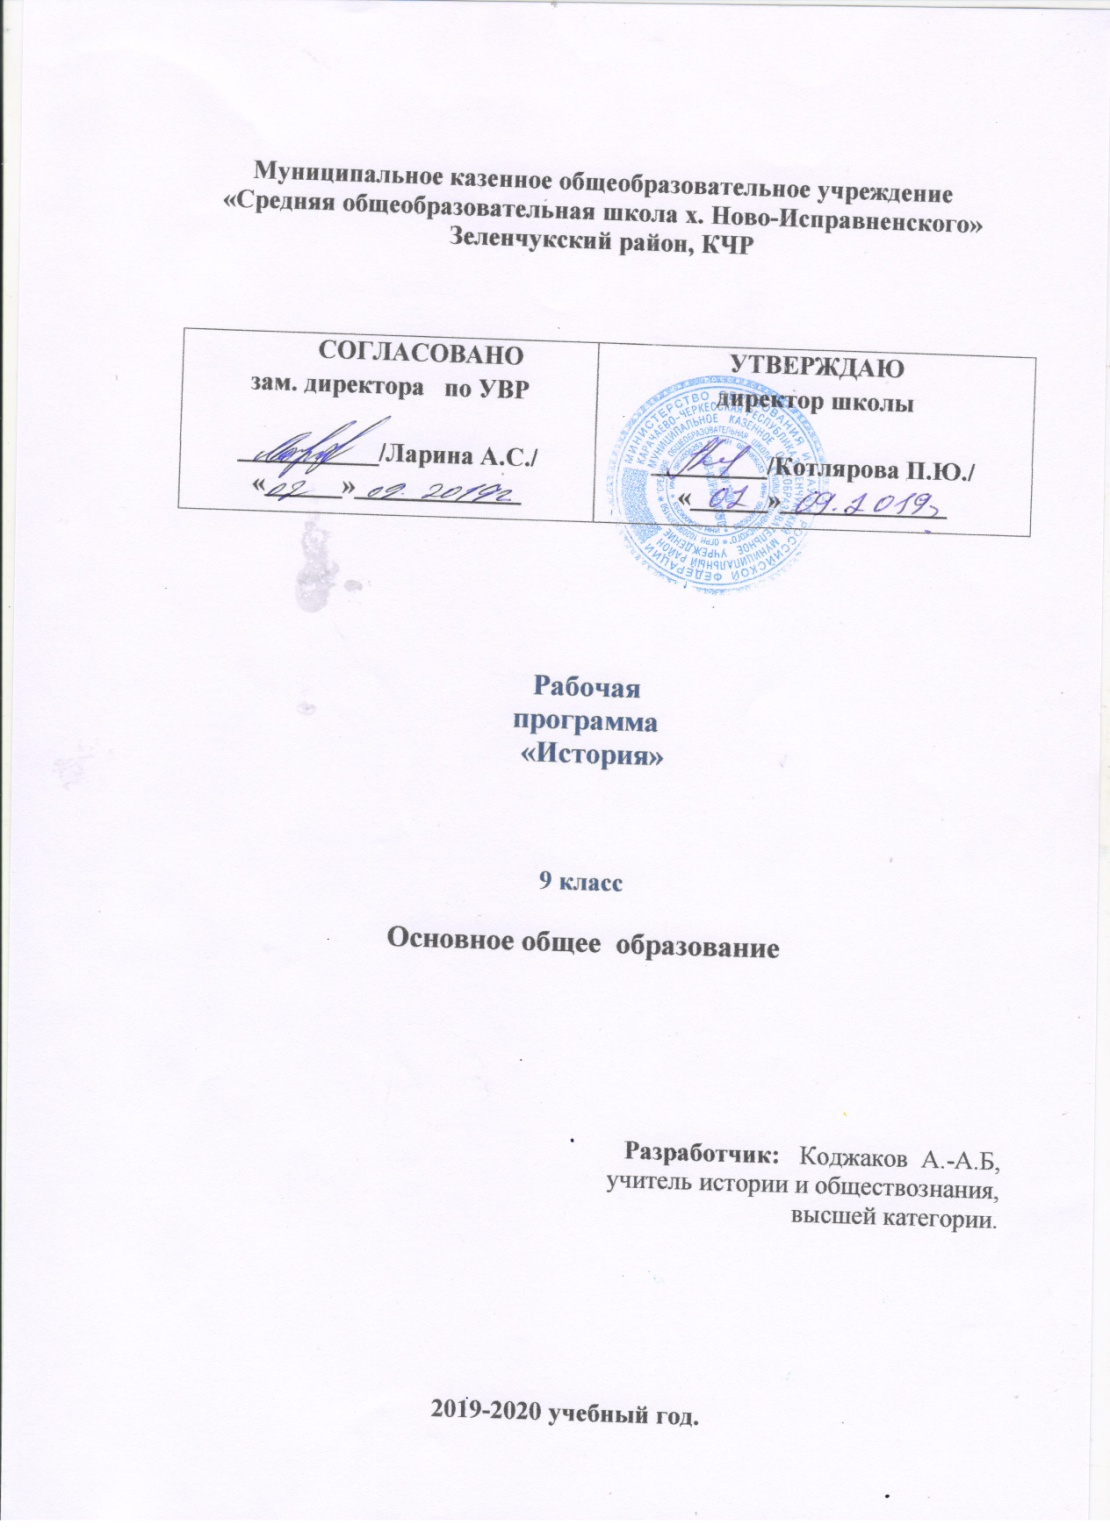 Муниципальное казенное общеобразовательное учреждение
«Средняя общеобразовательная школа х. Ново-Исправненского»
Зеленчукский район, КЧР
СОГЛАСОВАНО
зам. директора по УВР
/Ларина А.С./
«02» 09. 2019г
УТВЕРЖДАЮ
директор школы
/Котлярова П.Ю./
«02» 09.2019г
Рабочая
программа
«История»
9 класс
Основное общее образование
Разработчик: Коджаков А.-А.Б,
учитель истории и обществознания,
высшей категории.
2019-2020 учебный год.